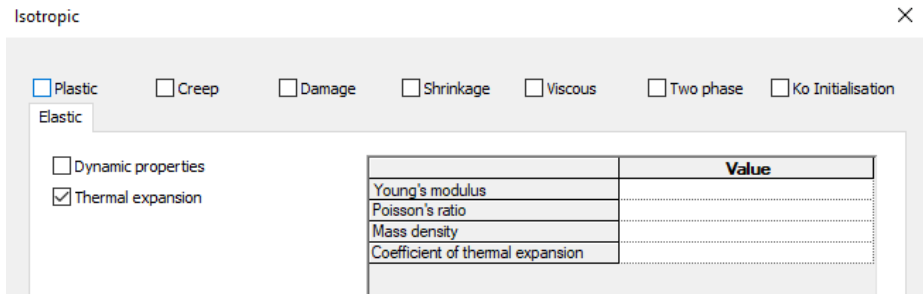 Isotropic
Plastic Creep Damage Shrinkage Viscous Two phase Ko Initialisation
Elastic
Dynamic properties
Thermal expansion
Value
Young's modulus
Poisson's ratio
Mass density
Coefficient of thermal expansion